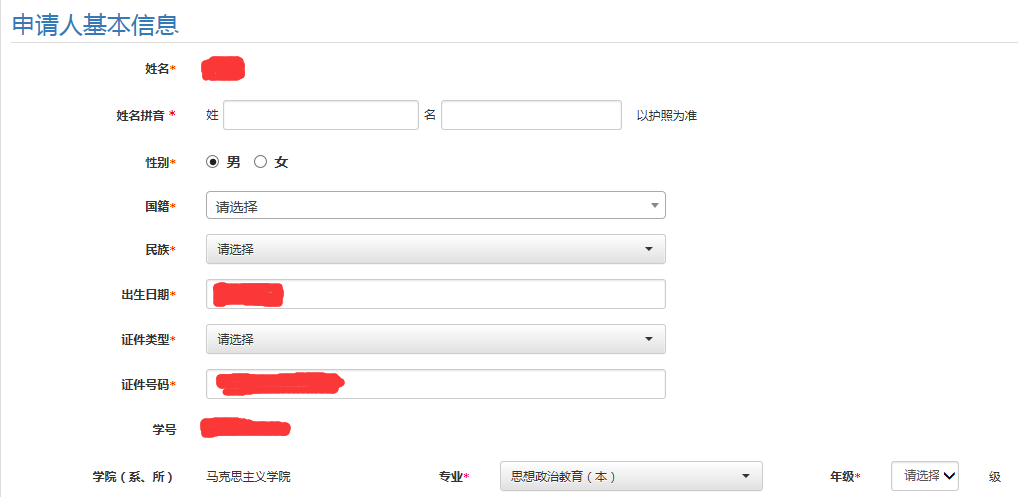 申请人基本信息
姓名*
姓名拼音 * 姓 名 以护照为准
性别* 男 女
国籍* 请选择
民族* 请选择
出生日期*
证件类型* 请选择
证件号码*
学号
学院（系、所） 马克思主义学院 专业* 思想政治教育（本） 年级* 请选择 级